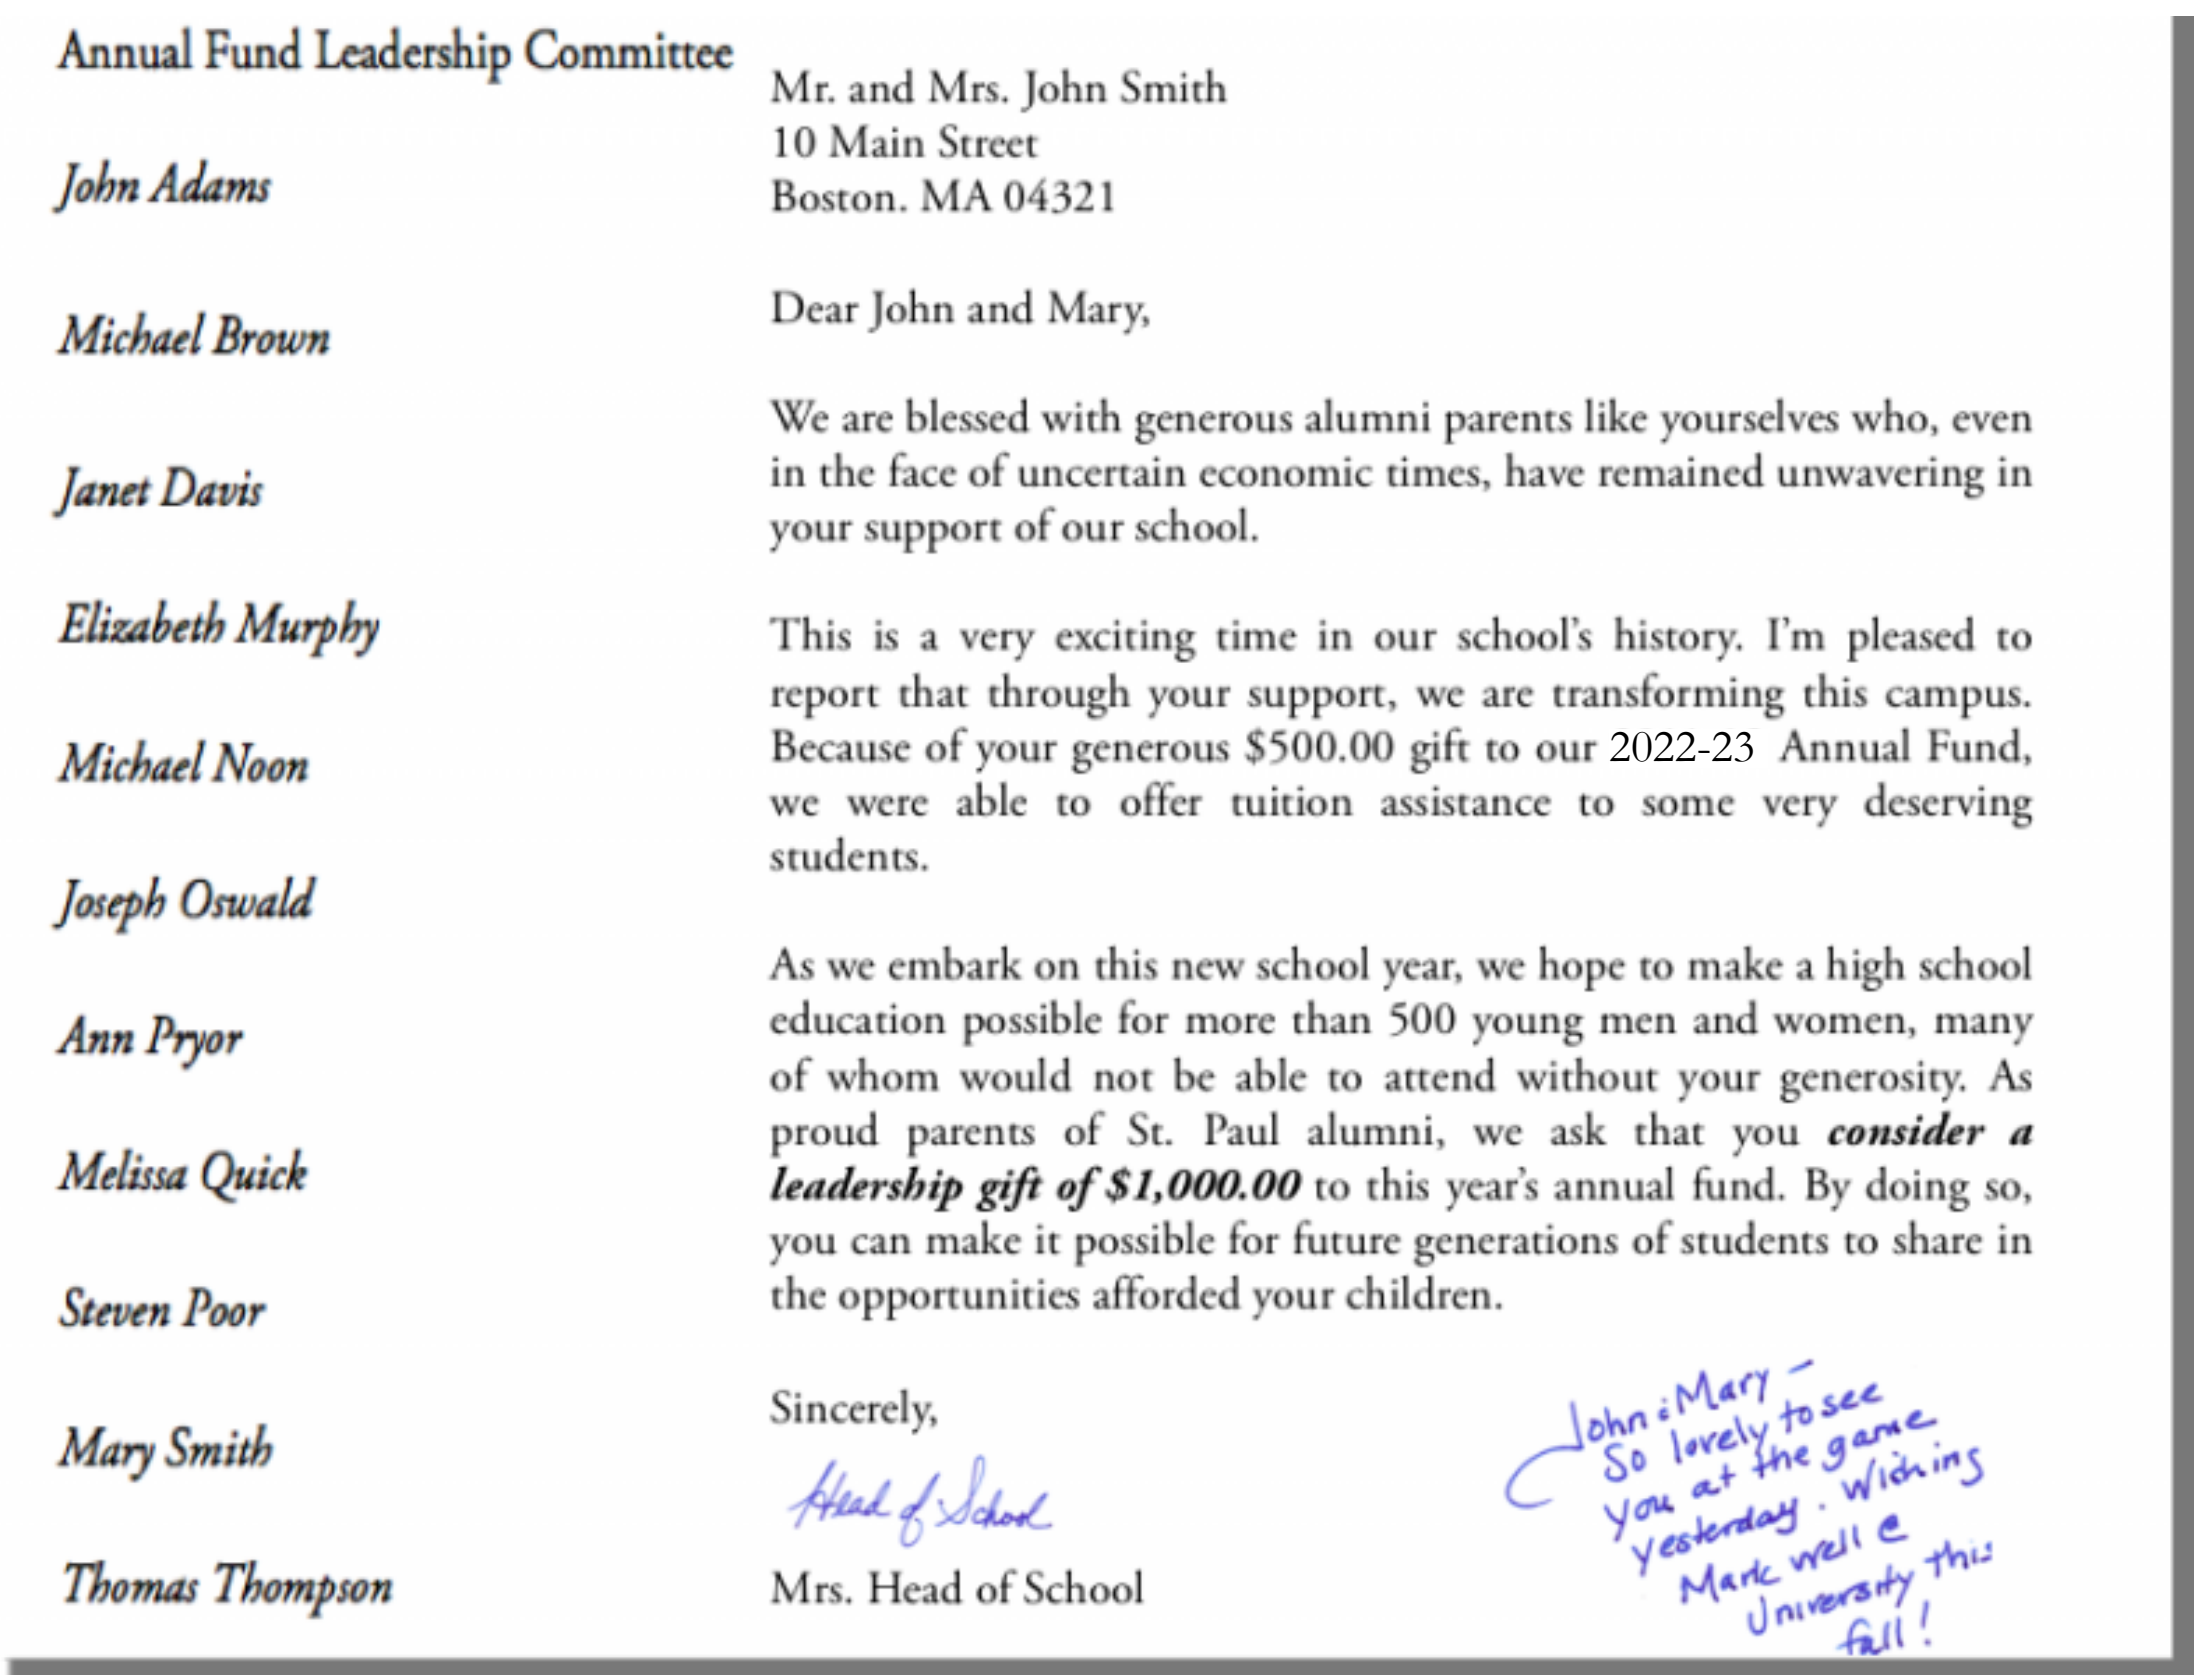 Annual Fund Leadership Committee
John Adams
Michael Brown
Janet Davis
Elizabeth Murphy
Michael Noon
Joseph Oswald
Ann Pryor
Melissa Quick
Steven Poor
Mary Smith
Thomas Thompson
Mr. and Mrs. John Smith
10 Main Street
Boston. MA 04321
Dear John and Mary,
We are blessed with generous alumni parents like yourselves who, even
in the face of uncertain economic times, have remained unwavering in
your support of our school.
This is a very exciting time in our school's history. I'm pleased to
report that through your support, we are transforming this campus.
Because of your generous $500.00 gift to our 2022-23 Annual Fund,
we were able to offer tuition assistance to some very deserving
students.
As we embark on this new school year, we hope to make a high school
education possible for more than 500 young men and women, many
of whom would not be able to attend without your generosity. As
proud parents of St. Paul alumni, we ask that you consider a
leadership gift of $1,000.00 to this year's annual fund. By doing so,
you can make it possible for future generations of students to share in
the opportunities afforded your children.
Sincerely,
Head of School
Mrs. Head of School
John & Mary –
So lovely to see
you at the game
yesterday. Wishing
Mark well @
University this
fall!